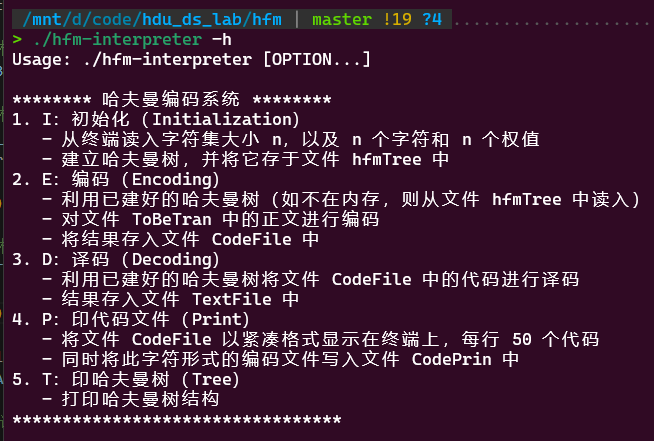 /mnt/d/code/hdu_ds_lab/hfm | master !19 ?4
> ./hfm-interpreter -h
Usage: ./hfm-interpreter [OPTION...]
******** 哈夫曼编码系统 ********
1. I: 初始化 (Initialization)
- 从终端读入字符集大小 n, 以及 n 个字符和 n 个权值
- 建立哈夫曼树, 并将它存于文件 hfmTree 中
2. E: 编码 (Encoding)
- 利用已建好的哈夫曼树 (如不在内存, 则从文件 hfmTree 中读入)
- 对文件 ToBeTran 中的正文进行编码
- 将结果存入文件 CodeFile 中
3. D: 译码 (Decoding)
- 利用已建好的哈夫曼树将文件 CodeFile 中的代码进行译码
- 结果存入文件 TextFile 中
4. P: 印代码文件 (Print)
- 将文件 CodeFile 以紧凑格式显示在终端上, 每行 50 个代码
- 同时将此字符形式的编码文件写入文件 CodePrin 中
5. T: 印哈夫曼树 (Tree)
- 打印哈夫曼树结构
*********************************